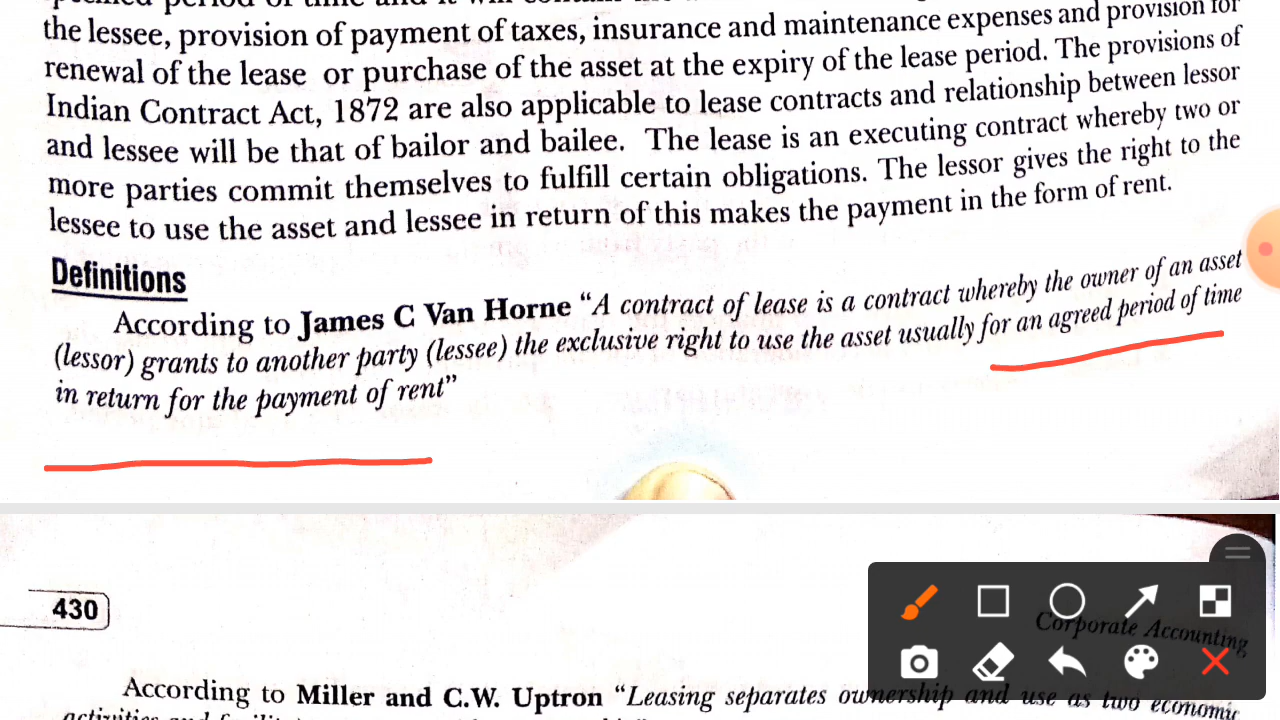 the lessee, provision of payment of taxes, insurance and maintenance expenses and provision for
renewal of the lease or purchase of the asset at the expiry of the lease period. The provisions of
Indian Contract Act, 1872 are also applicable to lease contracts and relationship between lessor
and lessee will be that of bailor and bailee. The lease is an executing contract whereby two or
more parties commit themselves to fulfill certain obligations. The lessor gives the right to the
lessee to use the asset and lessee in return of this makes the payment in the form of rent.
Definitions
According to James C Van Horne “A contract of lease is a contract whereby the owner of an asset
(lessor) grants to another party (lessee) the exclusive right to use the asset usually for an agreed period of time
in return for the payment of rent”
430
Corporate Accounting
According to Miller and C.W. Uptron “Leasing separates ownership and use as two economic